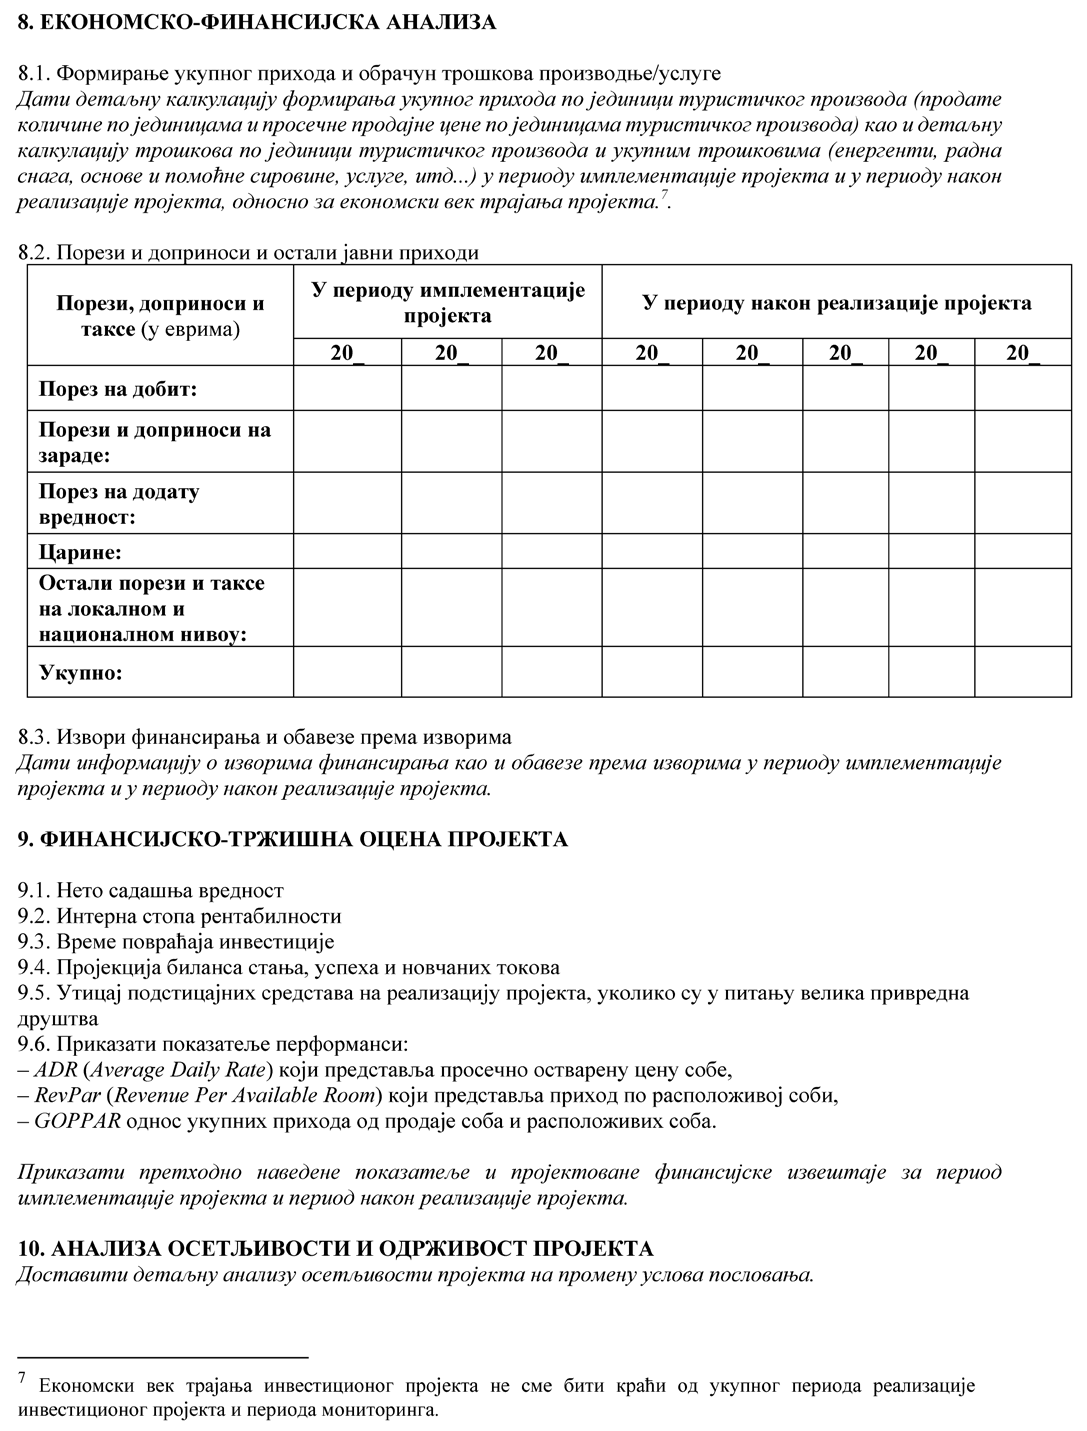 8. ЕКОНОМСКО-ФИНАНСИЈСКА АНАЛИЗА
8.1. Формирање укупног прихода и обрачун трошкова производње/услуге
Дати детаљну калкулацију формирања укупног прихода по јединици туристичког производа (продате
количине по јединицама и просечне продајне цене по јединицама туристичког производа) као и детаљну
калкулацију трошкова по јединици туристичког производа и укупним трошковима (енергенти, радна
снага, основе и помоћне сировине, услуге, итд...) у периоду имплементације пројекта и у периоду након
реализације пројекта, односно за економски век трајања пројекта.7.
8.2. Порези и доприноси и остали јавни приходи
Порези, доприноси и
таксе (у еврима)
У периоду имплементације
пројекта
У периоду након реализације пројекта
20_ 20_ 20_ 20_ 20_ 20_ 20_ 20_
Порез на добит:
Порези и доприноси на
зараде:
Порез на додату
вредност:
Царине:
Остали порези и таксе
на локалном и
националном нивоу:
Укупно:
8.3. Извори финансирања и обавезе према изворима
Дати информацију о изворима финансирања као и обавезе према изворима у периоду имплементације
пројекта и у периоду након реализације пројекта.
9. ФИНАНСИЈСКО-ТРЖИШНА ОЦЕНА ПРОЈЕКТА
9.1. Нето садашња вредност
9.2. Интерна стопа рентабилности
9.3. Време повраћаја инвестиције
9.4. Пројекција биланса стања, успеха и новчаних токова
9.5. Утицај подстицајних средстава на реализацију пројекта, уколико су у питању велика привредна
друштва
9.6. Приказати показатеље перформанси:
– ADR (Average Daily Rate) који представља просечно остварену цену собе,
– RevPar (Revenue Per Available Room) који представља приход по расположивој соби,
– GOPPAR однос укупних прихода од продаје соба и расположивих соба.
Приказати претходно наведене показатеље и пројектоване финансијске извештаје за период
имплементације пројекта и период након реализације пројекта.
10. АНАЛИЗА ОСЕТЉИВОСТИ И ОДРЖИВОСТ ПРОЈЕКТА
Доставити детаљну анализу осетљивости пројекта на промену услова пословања.
7 Економски век трајања инвестиционог пројекта не сме бити краћи од укупног периода реализације
инвестиционог пројекта и периода мониторинга.